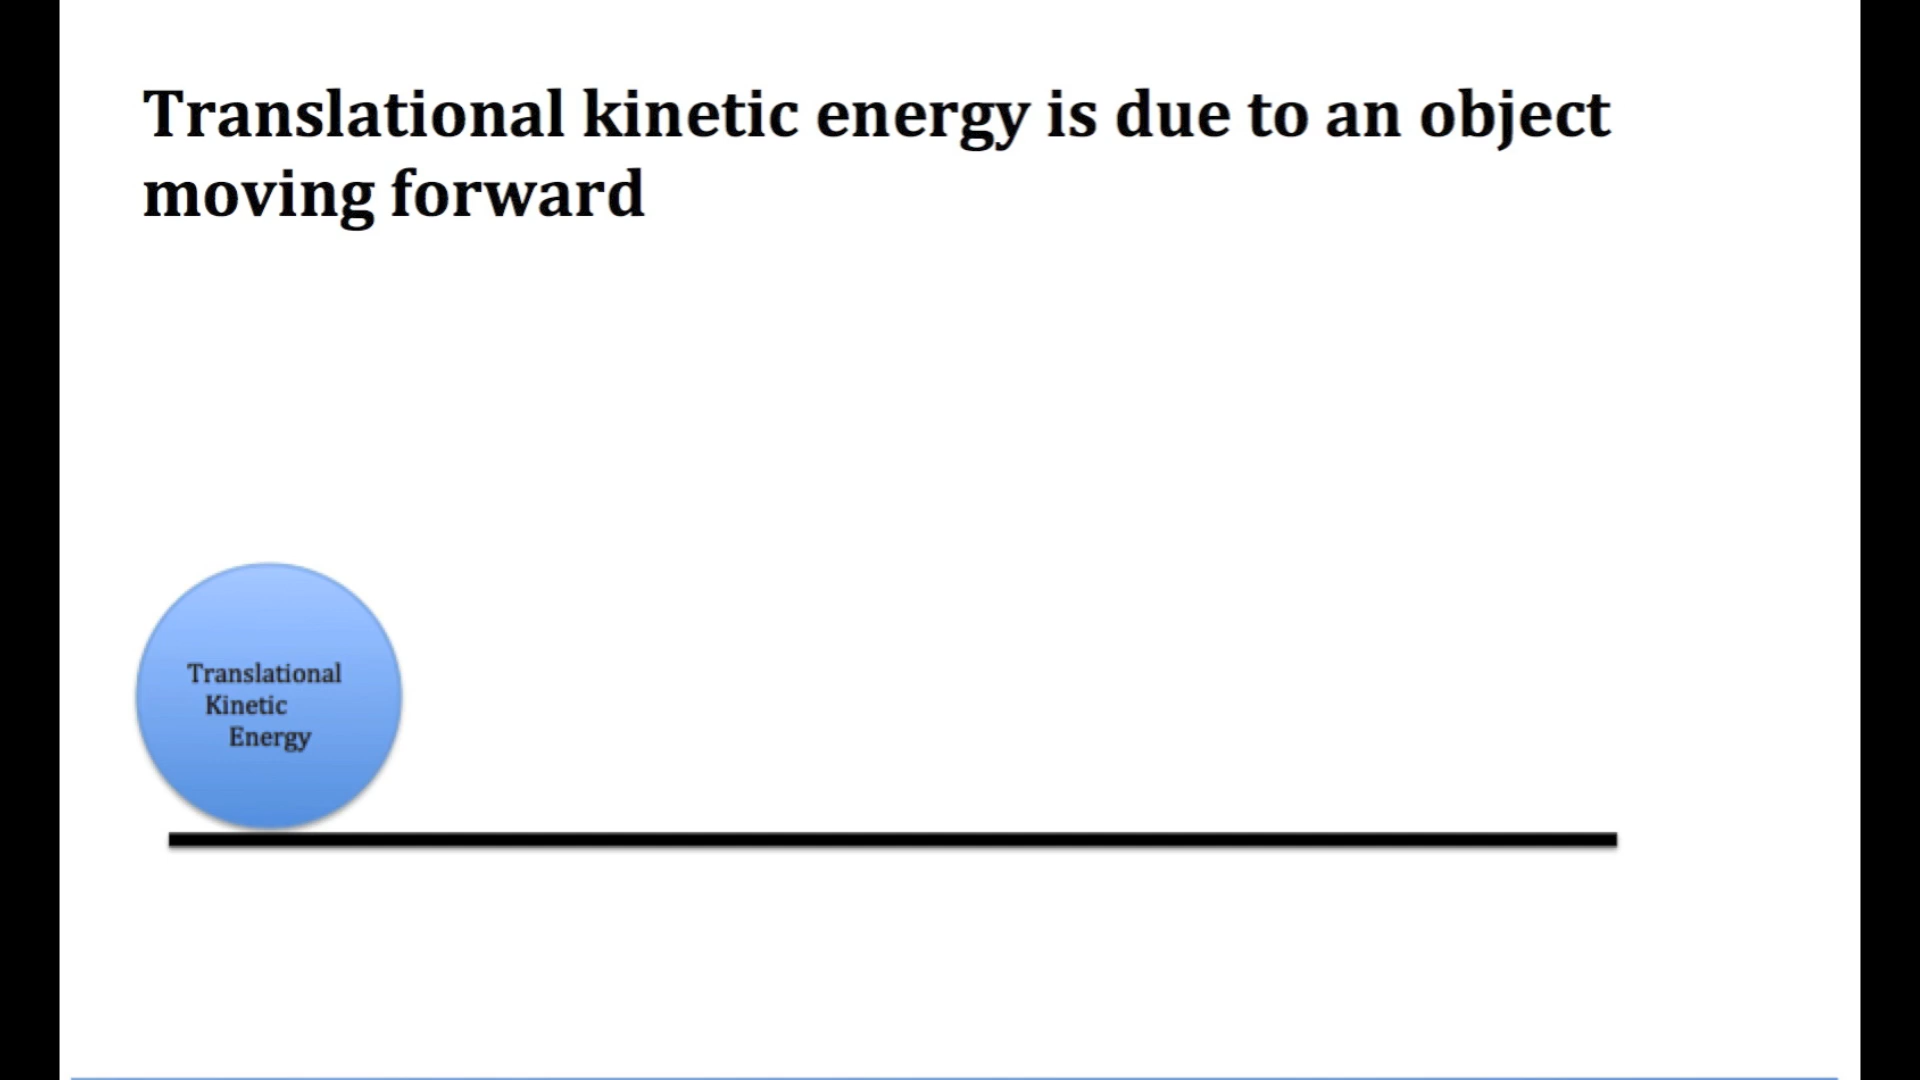 Translational kinetic energy is due to an object
moving forward
Translational
Kinetic
Energy